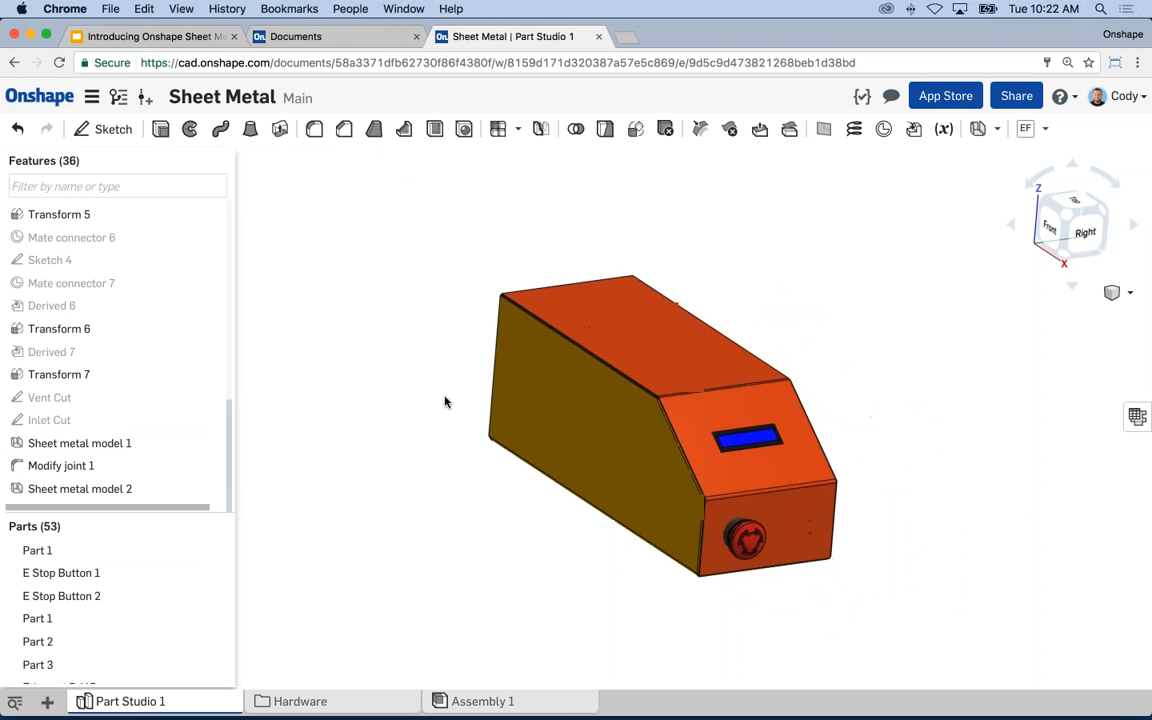 Chrome File Edit View History Bookmarks People Window Help Tue 10:22 AM
Introducing Onshape Sheet Me Documents Sheet Metal | Part Studio 1 Onshape
Secure https://cad.onshape.com/documents/58a3371dfb62730f86f4380f/w/8159d171d320387a57e5c869/e/9d5c9d473821268beb1d38bd
Onshape Sheet Metal Main App Store Share Cody
Sketch (x) EF
Features (36)
Filter by name or type
Transform 5
Mate connector 6
Sketch 4
Mate connector 7
Derived 6
Transform 6
Derived 7
Transform 7
Vent Cut
Inlet Cut
Sheet metal model 1
Modify joint 1
Sheet metal model 2
Parts (53)
Part 1
E Stop Button 1
E Stop Button 2
Part 1
Part 2
Part 3
Z
Top
Front Right
X
Part Studio 1 Hardware Assembly 1